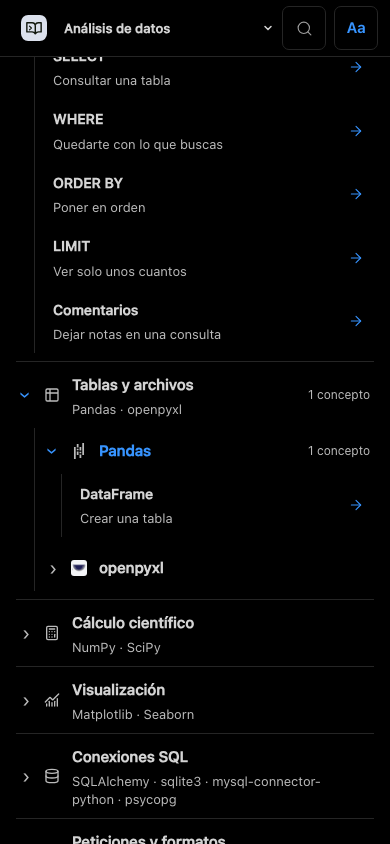 Análisis de datos
Aa
SELECT
Consultar una tabla
WHERE
Quedarte con lo que buscas
ORDER BY
Poner en orden
LIMIT
Ver solo unos cuantos
Comentarios
Dejar notas en una consulta
Tablas y archivos
1 concepto
Pandas · openpyxl
Pandas
1 concepto
DataFrame
Crear una tabla
openpyxl
Cálculo científico
NumPy · SciPy
Visualización
Matplotlib · Seaborn
Conexiones SQL
SQLAlchemy · sqlite3 · mysql-connector-
python · psycopg
Peticiones y formatos